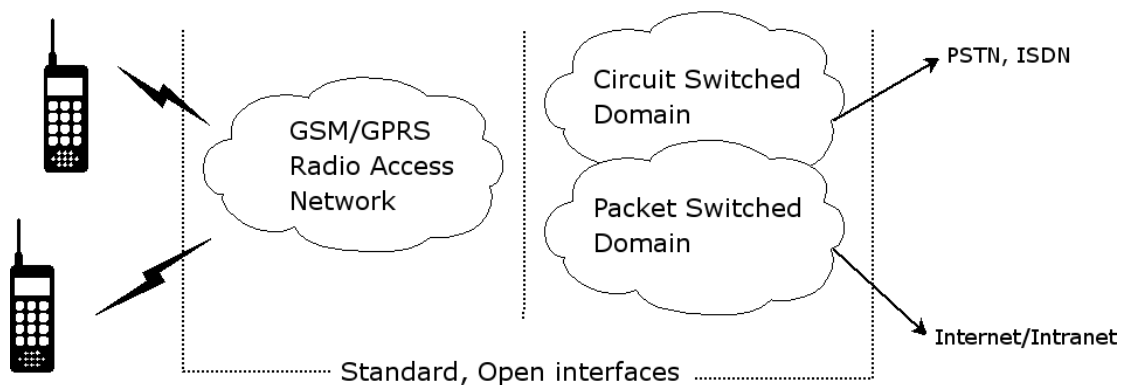 GSM/GPRS
Radio Access
Network
Circuit Switched
Domain
Packet Switched
Domain
PSTN, ISDN
Internet/Intranet
Standard, Open interfaces